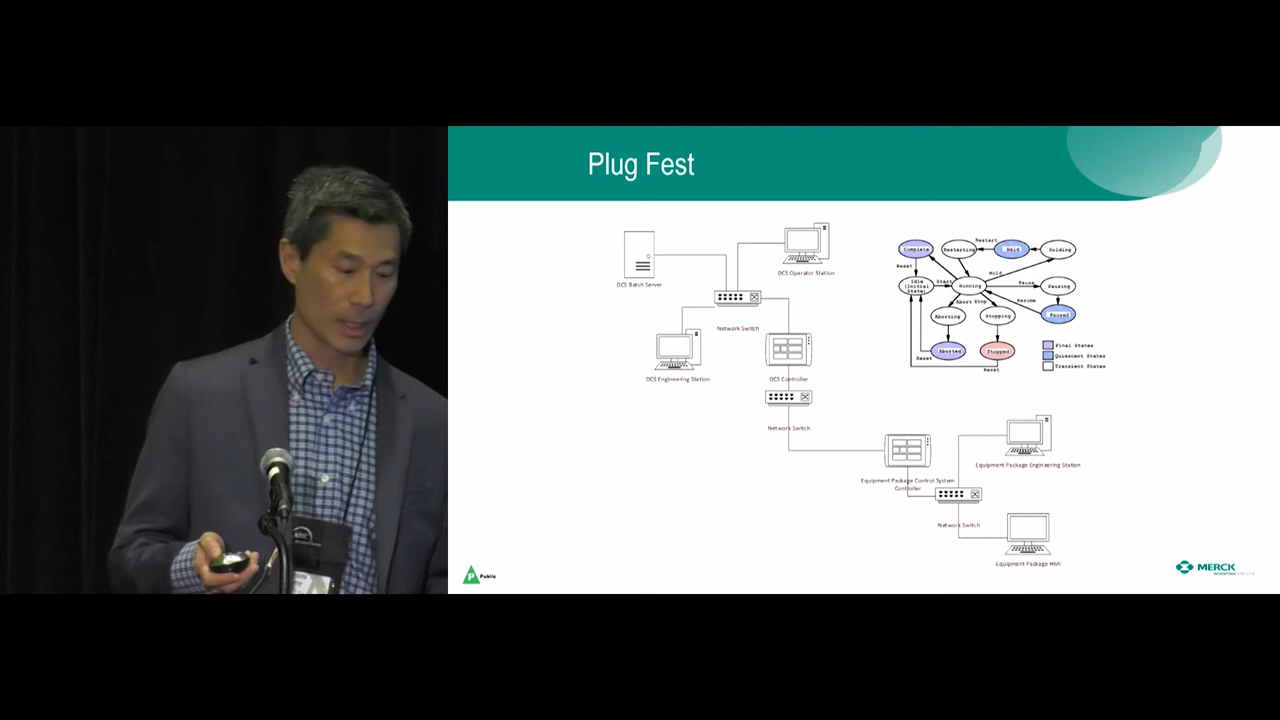 Plug Fest
DCS Batch Server
DCS Operator Station
Network Switch
DCS Engineering Station
DCS Controller
Network Switch
Complete
Restarting
Restart
Held
Holding
Reset
Hold
Idle
(Initial
State)
Start
Running
Pause
Pausing
Resume
Abort
Stop
Aborting
Stopping
Paused
Aborted
Stopped
Reset
Reset
Final States
Quiescent States
Transient States
Equipment Package Engineering Station
Equipment Package Control System
Controller
Network Switch
Equipment Package HMI
P
Public
MERCK
INVENTING FOR LIFE